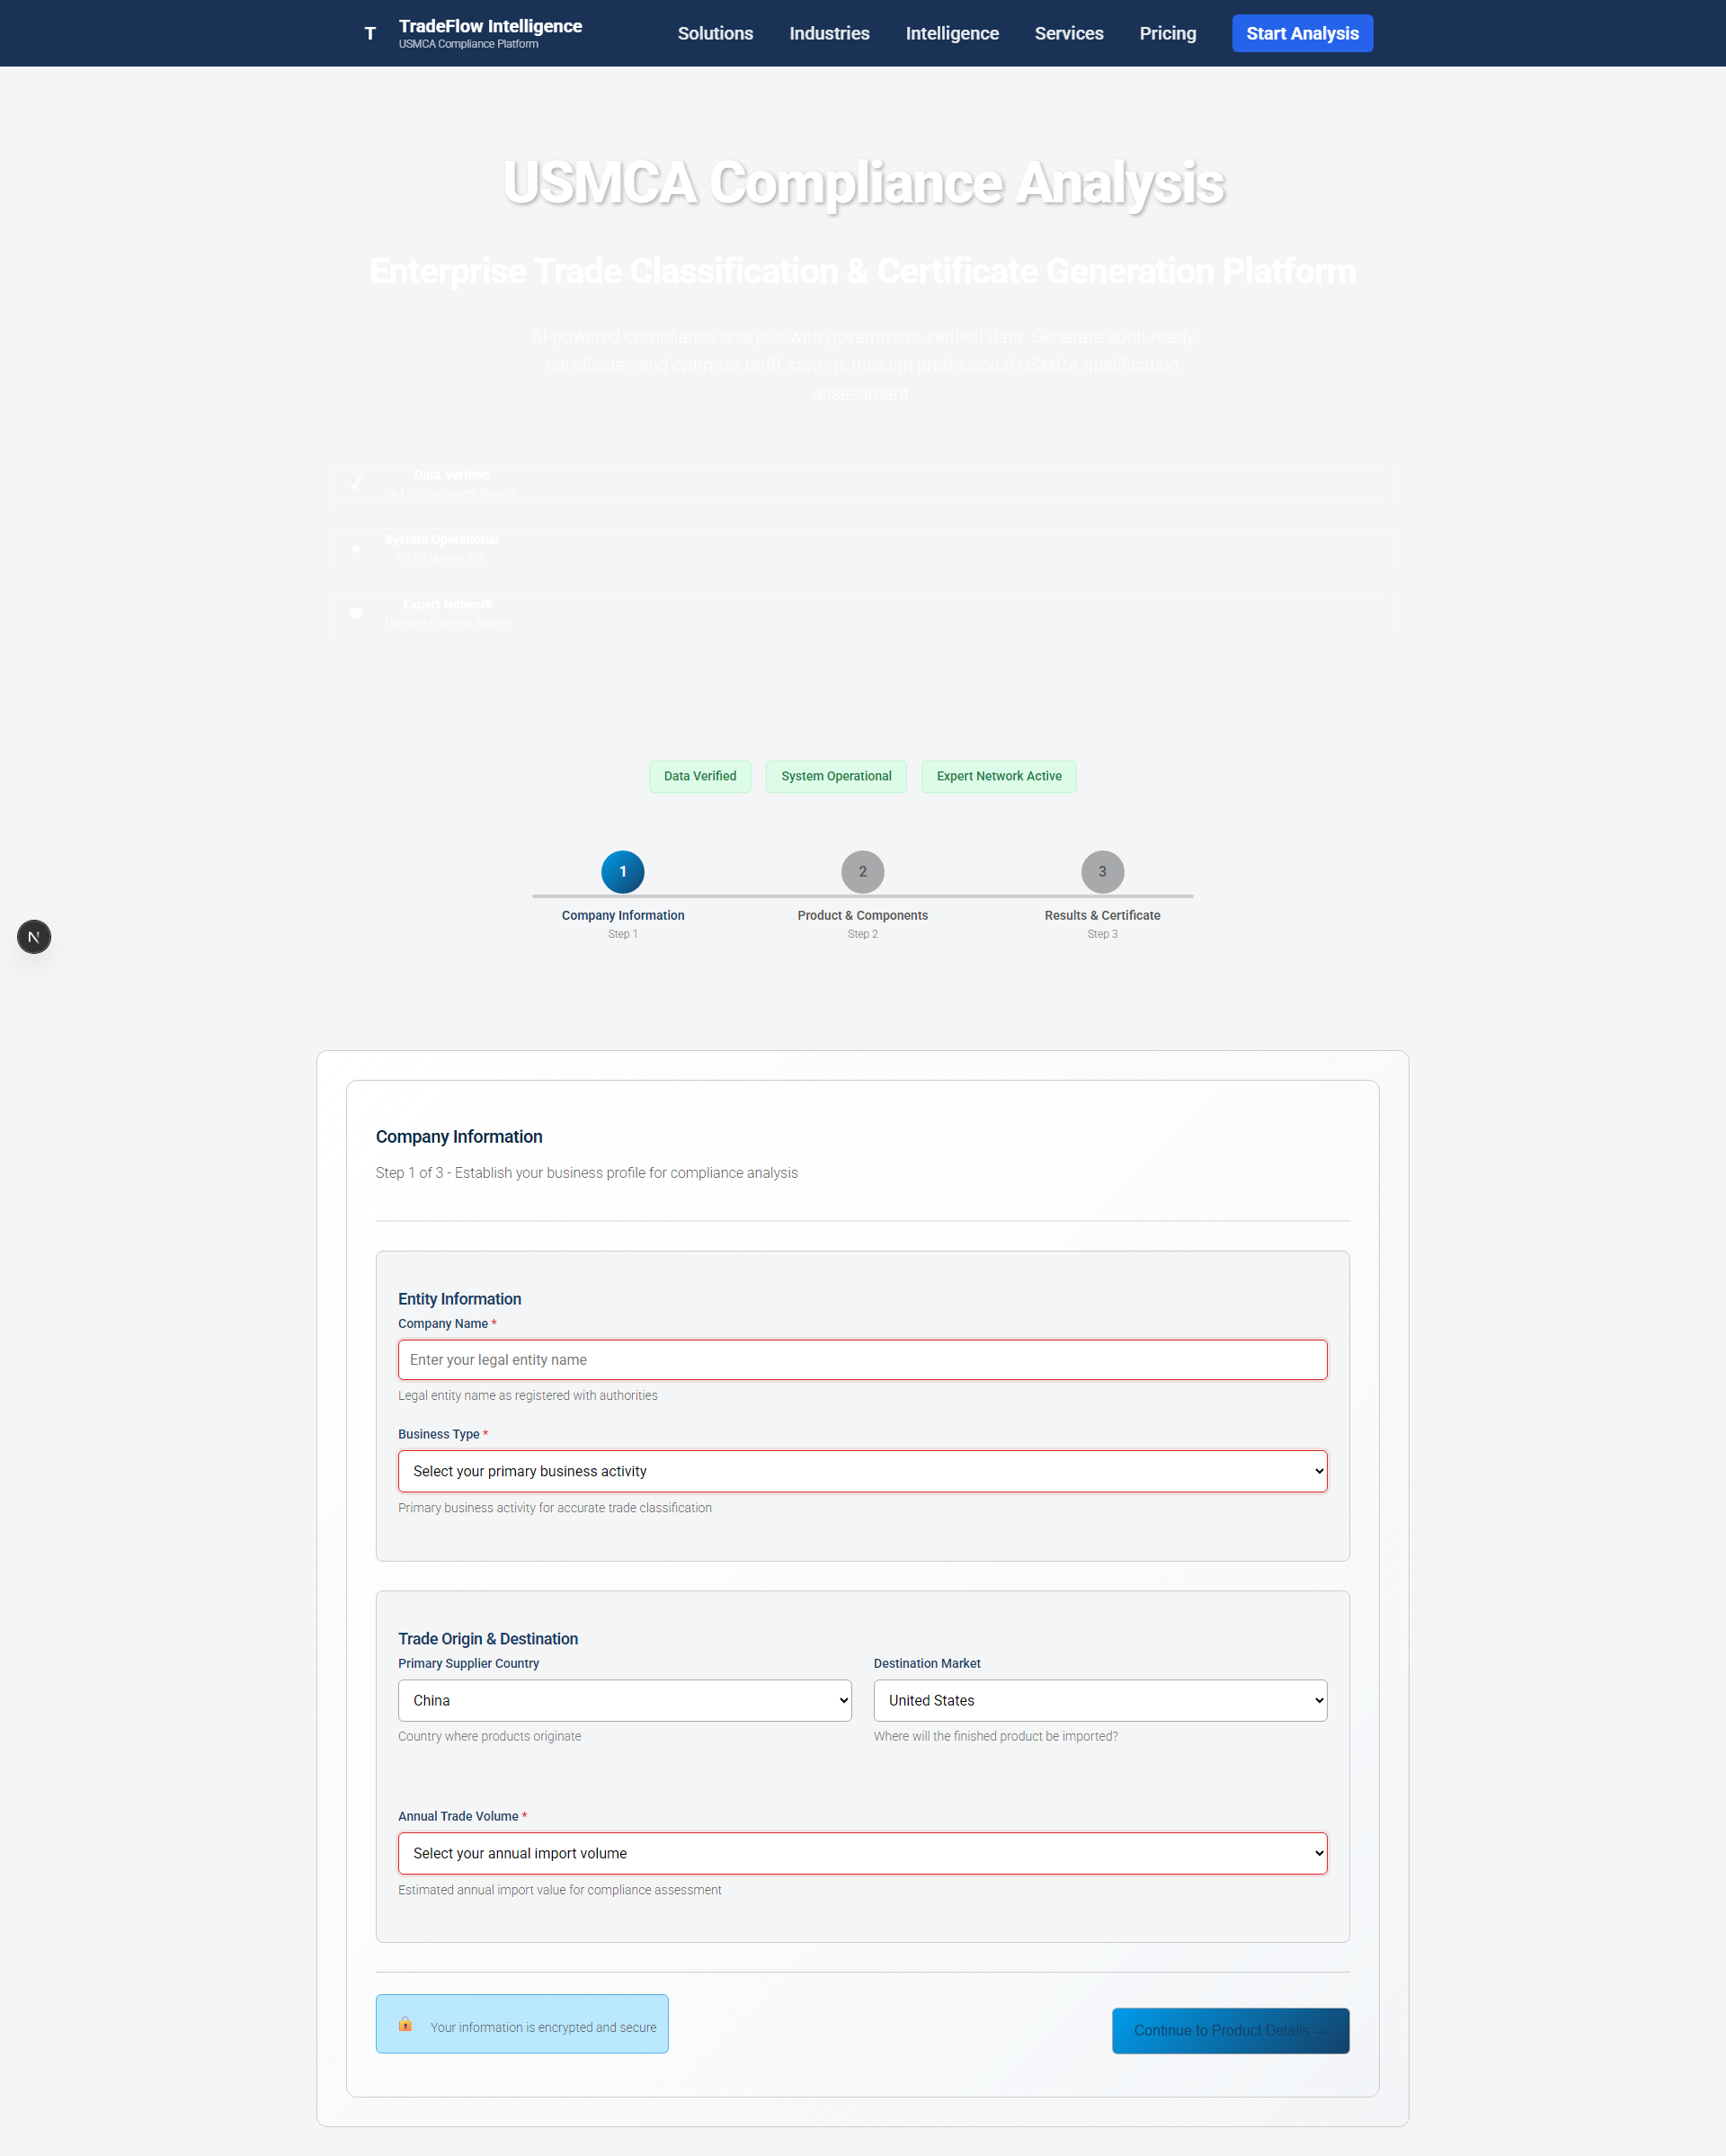 T
TradeFlow Intelligence
USMCA Compliance Platform
Solutions
Industries
Intelligence
Services
Pricing
Start Analysis
USMCA Compliance Analysis
Enterprise Trade Classification & Certificate Generation Platform
AI-powered compliance analysis with government-verified data. Generate audit-ready
certificates and optimize tariff savings through professional USMCA qualification
assessment.
✓
Data Verified
Government Records
●
System Operational
Expert Network
Licensed Customs Brokers
Data Verified
System Operational
Expert Network Active
1
2
3
Company Information
Product & Components
Results & Certificate
Step 1
Step 2
Step 3
N
Company Information
Step 1 of 3 - Establish your business profile for compliance analysis
Entity Information
Company Name *
Enter your legal entity name
Legal entity name as registered with authorities
Business Type *
Select your primary business activity
Primary business activity for accurate trade classification
Trade Origin & Destination
Primary Supplier Country
Destination Market
China
United States
Country where products originate
Where will the finished product be imported?
Annual Trade Volume *
Select your annual import volume
Estimated annual import value for compliance assessment
🔒 Your information is encrypted and secure
Continue to Product Details →